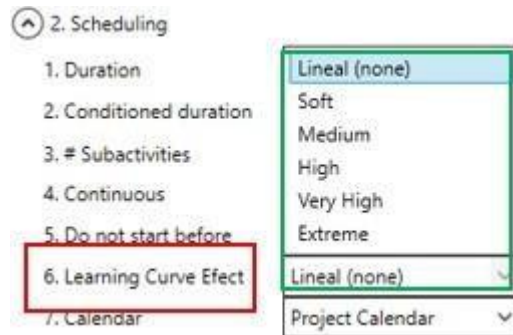 2. Scheduling
1. Duration
Lineal (none)
2. Conditioned duration
Soft
Medium
3. # Subactivities
High
4. Continuous
Very High
5. Do not start before
Extreme
6. Learning Curve Efect
Lineal (none)
7. Calendar
Project Calendar